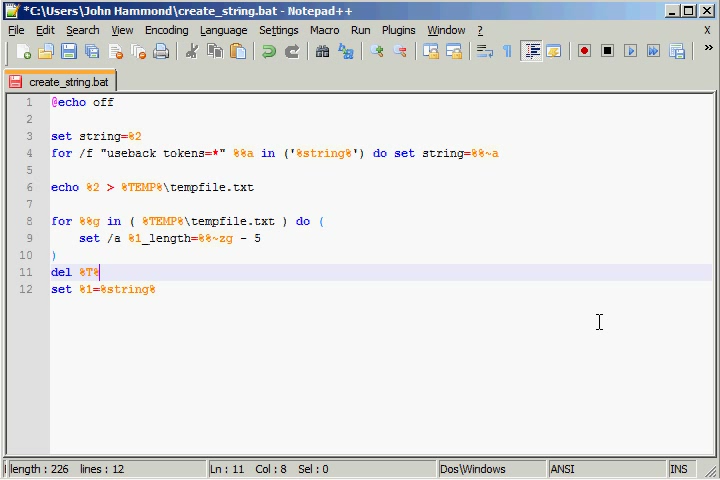 *C:\Users\John Hammond\create_string.bat - Notepad++
File Edit Search View Encoding Language Settings Macro Run Plugins Window ? X
create_string.bat
1 @echo off
2
3 set string=%2
4 for /f "useback tokens=*" %%a in ('%string%') do set string=%%~a
5
6 echo %2 > %TEMP%\tempfile.txt
7
8 for %%g in ( %TEMP%\tempfile.txt ) do (
9 set /a %1_length=%%~zg - 5
10 )
11 del %T%
12 set %1=%string%
length : 226 lines : 12 Ln : 11 Col : 8 Sel : 0 Dos\Windows ANSI INS